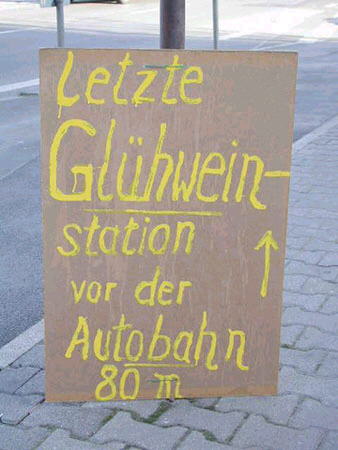 Letzte
Glühwein-
station
vor der
Autobahn
80 m